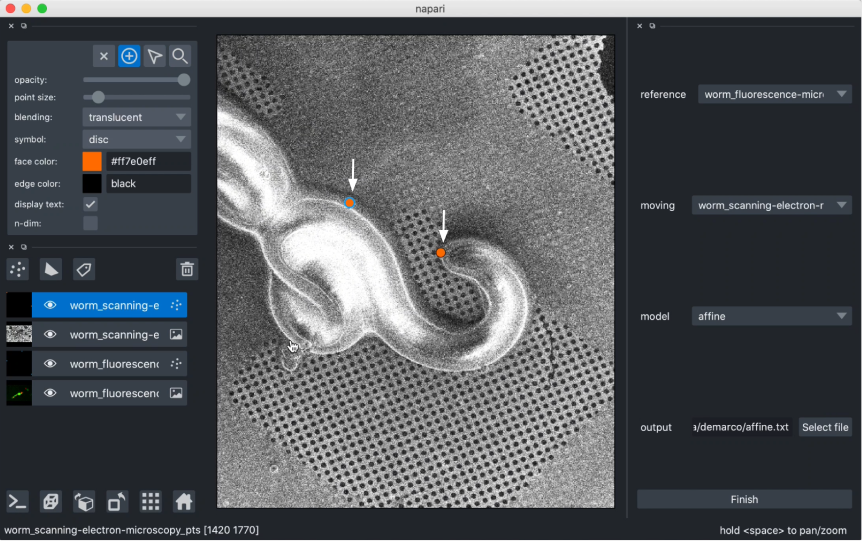 napari
opacity:
point size:
blending: translucent
symbol: disc
face color: #ff7e0eff
edge color: black
display text:
n-dim:
worm_scanning-e
worm_scanning-e
worm_fluorescenc
worm_fluorescenc
reference worm_fluorescence-micr
moving worm_scanning-electron-r
model affine
output a/demarco/affine.txt Select file
Finish
worm_scanning-electron-microscopy_pts [1420 1770]
hold <space> to pan/zoom